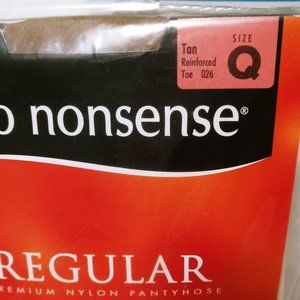 SIZE
Tan
Reinforced
Toe 026
Q
o nonsense®
REGULAR
REMIUM NYLON PANTYHOSE